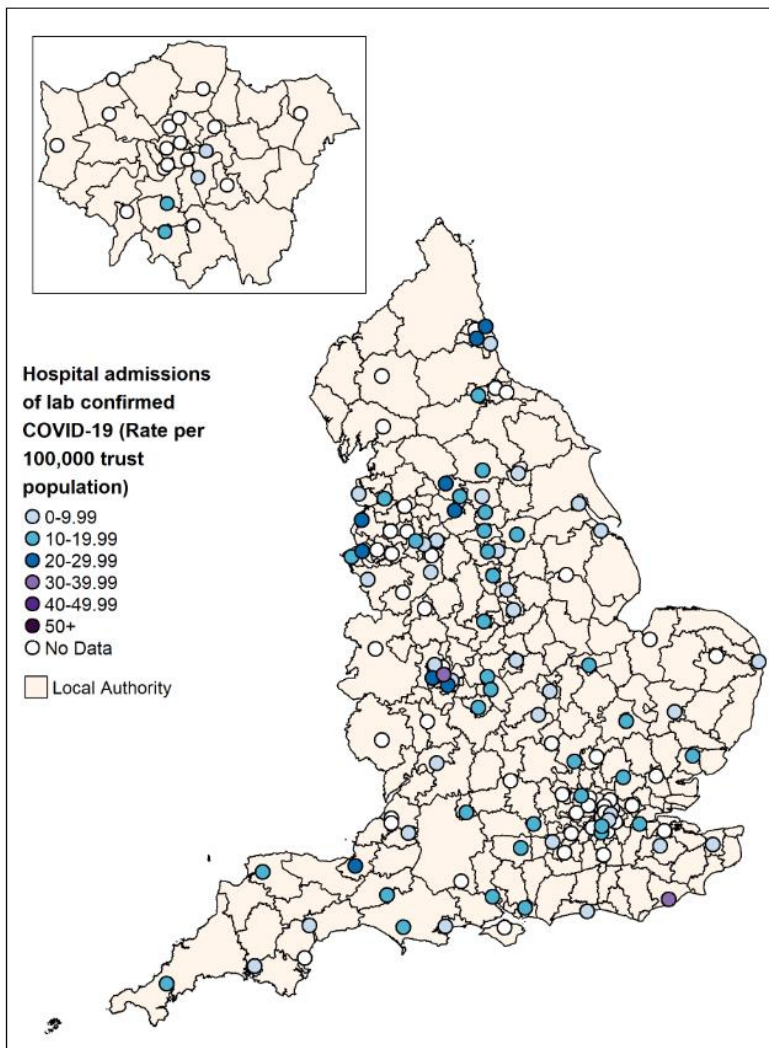 Hospital admissions
of lab confirmed
COVID-19 (Rate per
100,000 trust
population)
0-9.99
10-19.99
20-29.99
30-39.99
40-49.99
50+
No Data
Local Authority